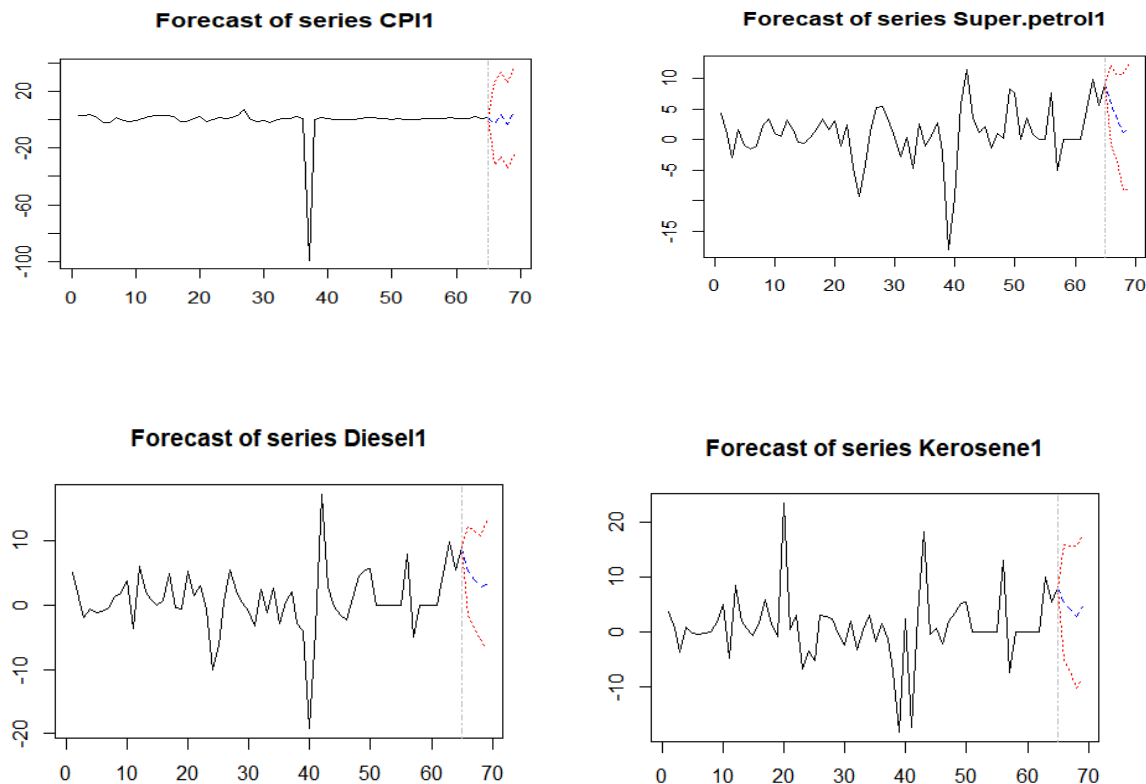 Forecast of series CPI1
20
-20
-60
-100
0 10 20 30 40 50 60 70
Forecast of series Super.petrol1
10
5
0
-5
-15
0 10 20 30 40 50 60 70
Forecast of series Diesel1
10
0
-10
-20
0 10 20 30 40 50 60 70
Forecast of series Kerosene1
20
10
0
-10
0 10 20 30 40 50 60 70